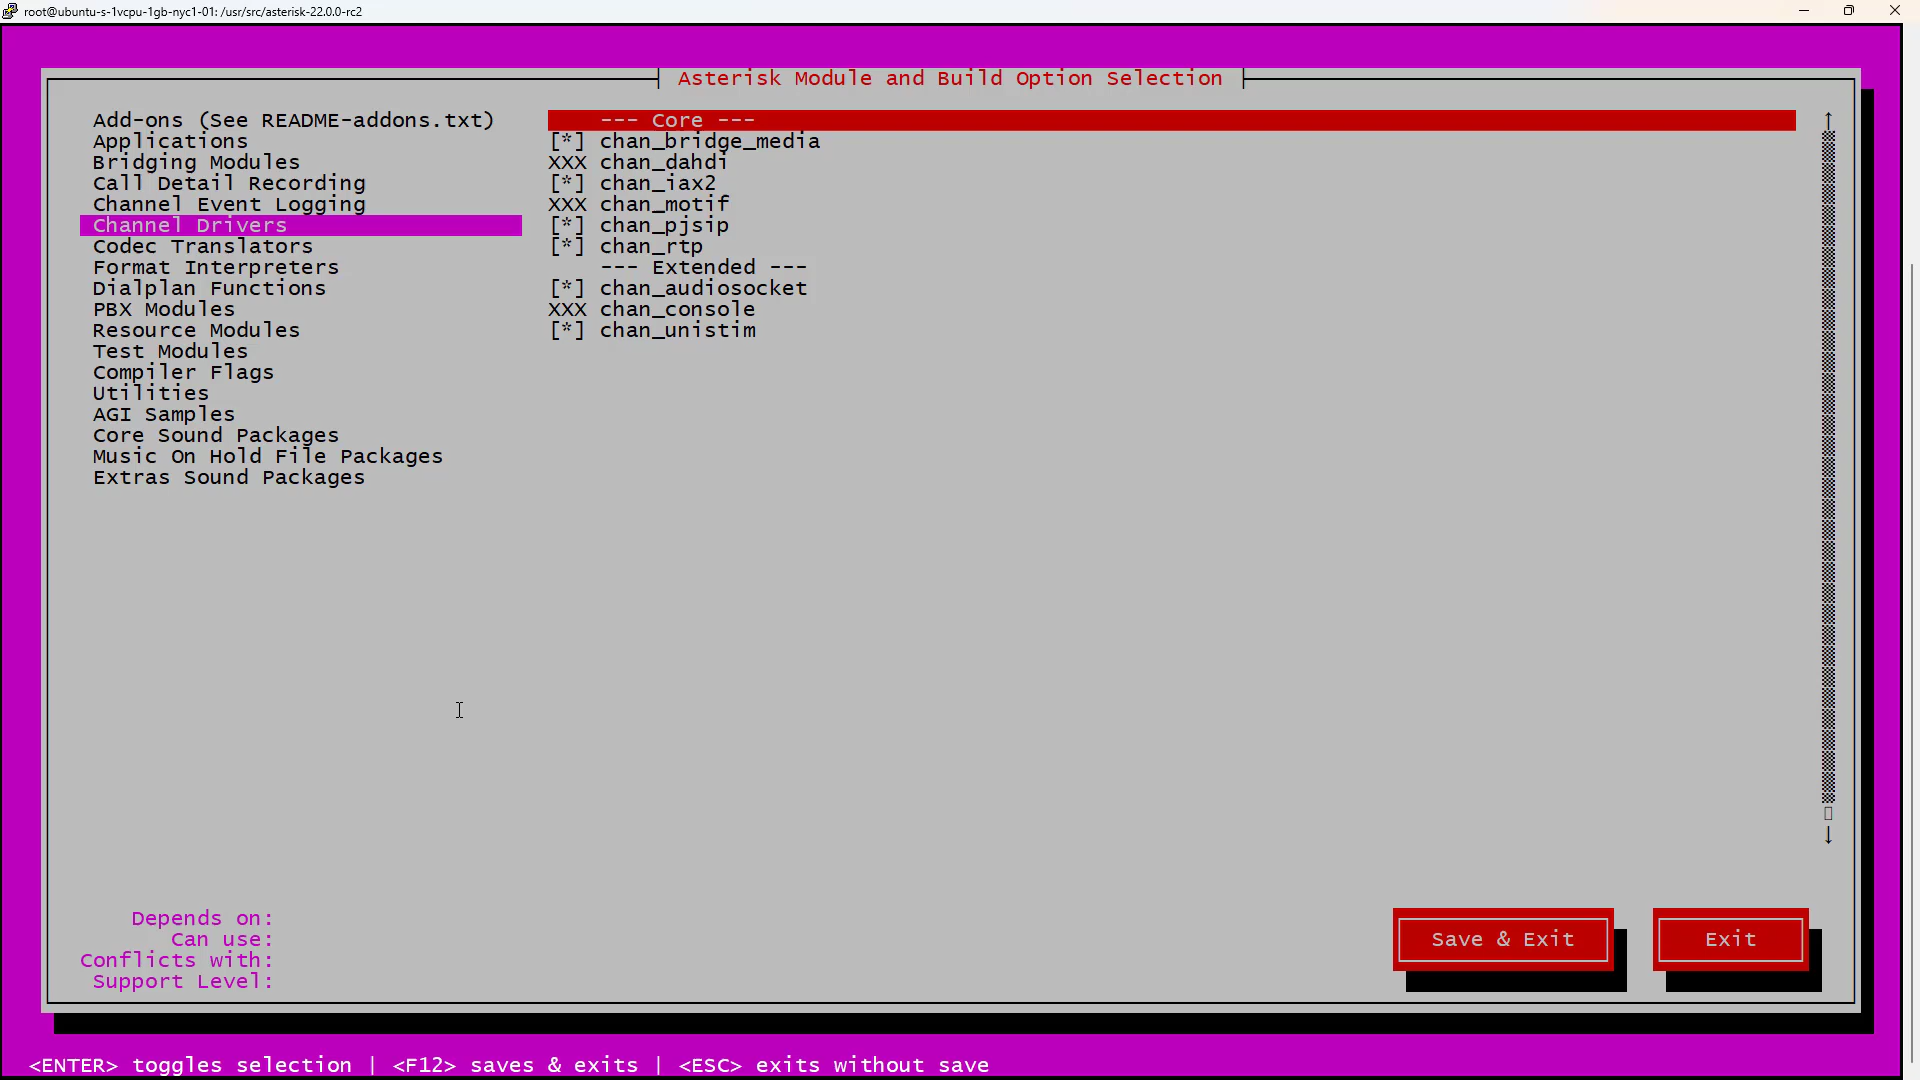 root@ubuntu-s-1vcpu-1gb-nyc1-01: /usr/src/asterisk-22.0.0-rc2
Asterisk Module and Build Option Selection
Add-ons (See README-addons.txt)
Applications
Bridging Modules
Call Detail Recording
Channel Event Logging
Channel Drivers
Codec Translators
Format Interpreters
Dialplan Functions
PBX Modules
Resource Modules
Test Modules
Compiler Flags
Utilities
AGI Samples
Core Sound Packages
Music On Hold File Packages
Extras Sound Packages
--- Core ---
[*] chan_bridge_media
XXX chan_dahdi
[*] chan_iax2
XXX chan_motif
[*] chan_pjsip
[*] chan_rtp
--- Extended ---
[*] chan_audiosocket
XXX chan_console
[*] chan_unistim
Depends on:
Can use:
Conflicts with:
Support Level:
Save & Exit
Exit
<ENTER> toggles selection | <F12> saves & exits | <ESC> exits without save